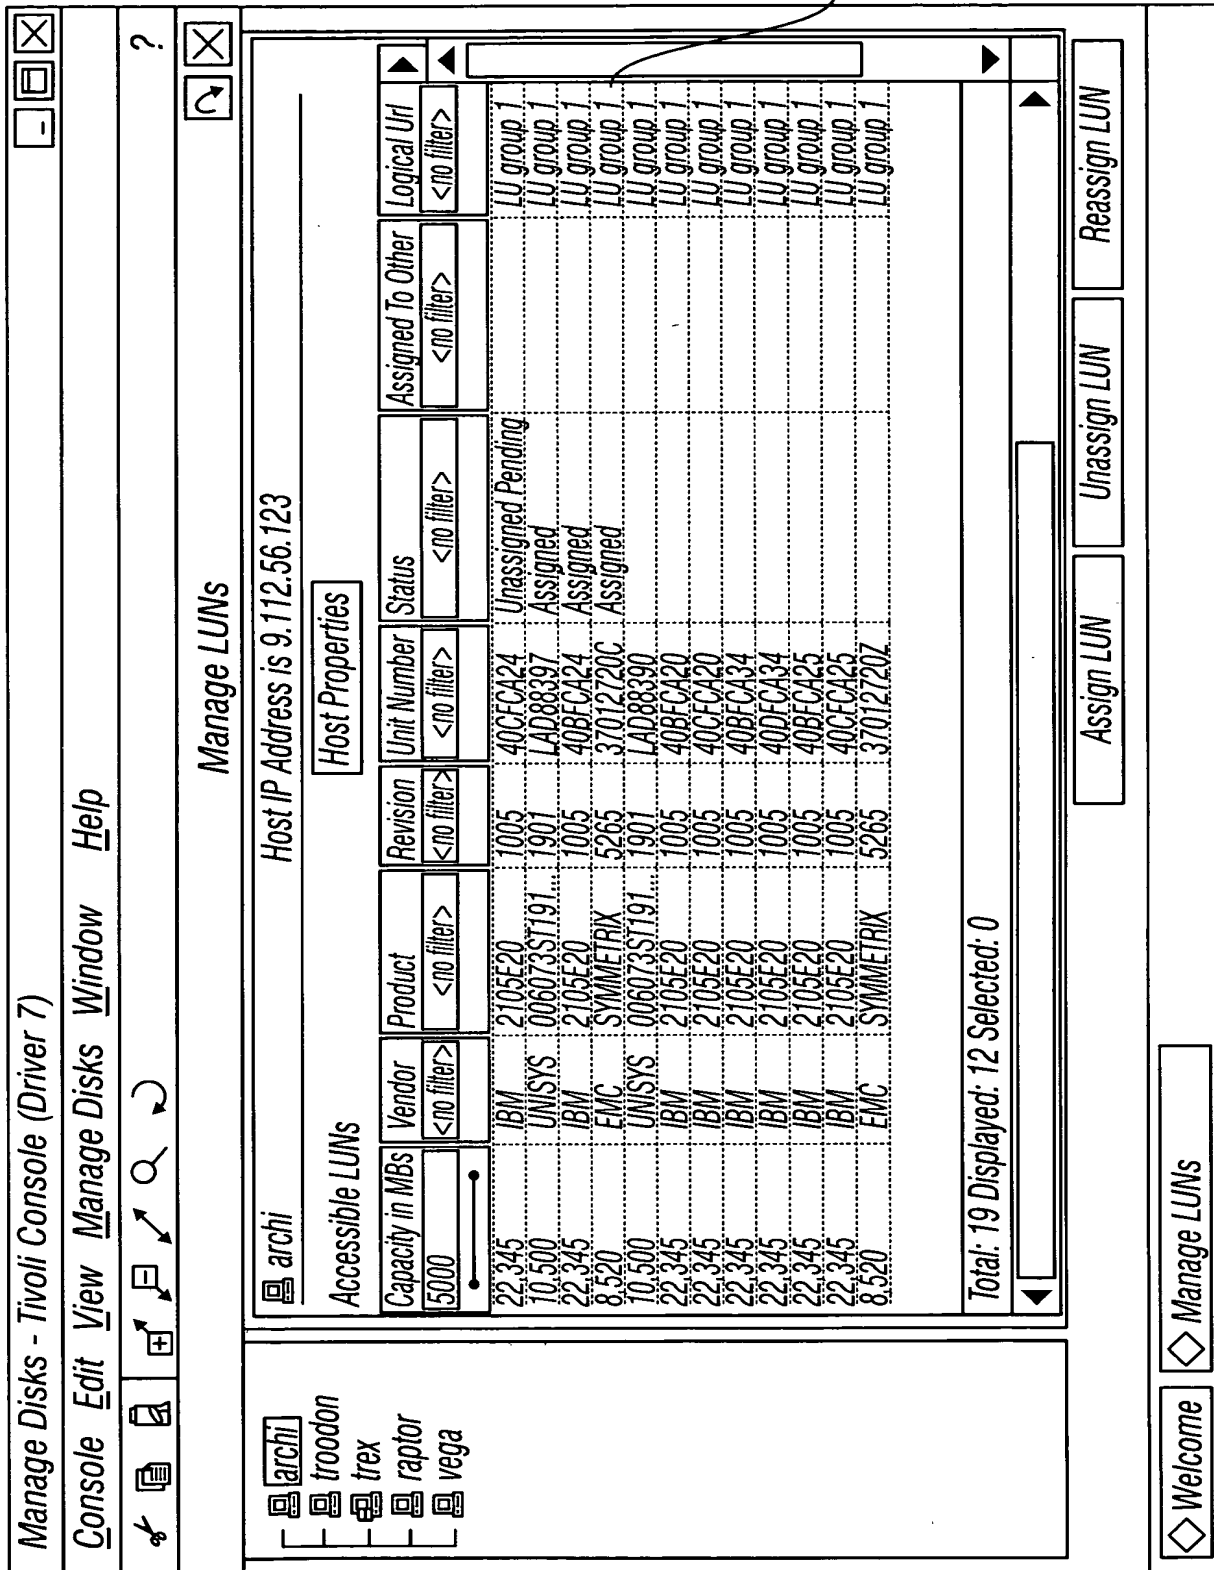 Manage Disks - Tivoli Console (Driver 7)
Console Edit View Manage Disks Window Help
?
Manage LUNs
archi
troodon
trex
raptor
vega
archi Host IP Address is 9.112.56.123
Host Properties
Accessible LUNs
Capacity in MBs Vendor Product Revision Unit Number Status Assigned To Other Logical Url
5000 <no filter> <no filter> <no filter> <no filter> <no filter> <no filter> <no filter>
22,345 IBM 2105E20 1005 40CFCA24 Unassigned Pending LU group 1
10,500 UNISYS 006073ST191... 1901 LAD88397 Assigned LU group 1
22,345 IBM 2105E20 1005 40BFCA24 Assigned LU group 1
8,520 EMC SYMMETRIX 5265 37012720C Assigned LU group 1
10,500 UNISYS 006073ST191... 1901 LAD88390 LU group 1
22,345 IBM 2105E20 1005 40BFCA20 LU group 1
22,345 IBM 2105E20 1005 40CFCA20 LU group 1
22,345 IBM 2105E20 1005 40BFCA34 LU group 1
22,345 IBM 2105E20 1005 40DFCA34 LU group 1
22,345 IBM 2105E20 1005 40BFCA25 LU group 1
22,345 IBM 2105E20 1005 40CFCA25 LU group 1
8,520 EMC SYMMETRIX 5265 37012720Z LU group 1
Total: 19 Displayed: 12 Selected: 0
Assign LUN Unassign LUN Reassign LUN
Welcome Manage LUNs